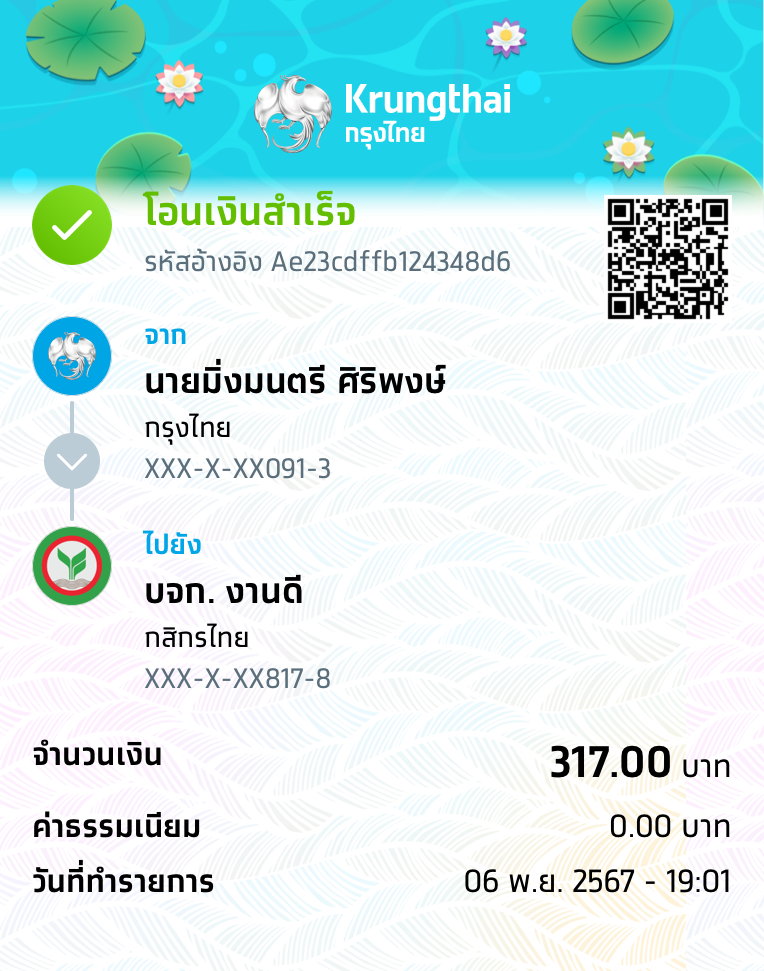 Krungthai
กรุงไทย
โอนเงินสำเร็จ
รหัสอ้างอิง Ae23cdffb124348d6
จาก
นายมิ่งมนตรี ศิริพงษ์
กรุงไทย
XXX-X-XX091-3
ไปยัง
บจก. งานดี
กสิกรไทย
XXX-X-XX817-8
จำนวนเงิน 317.00 บาท
ค่าธรรมเนียม 0.00 บาท
วันที่ทำรายการ 06 พ.ย. 2567 - 19:01